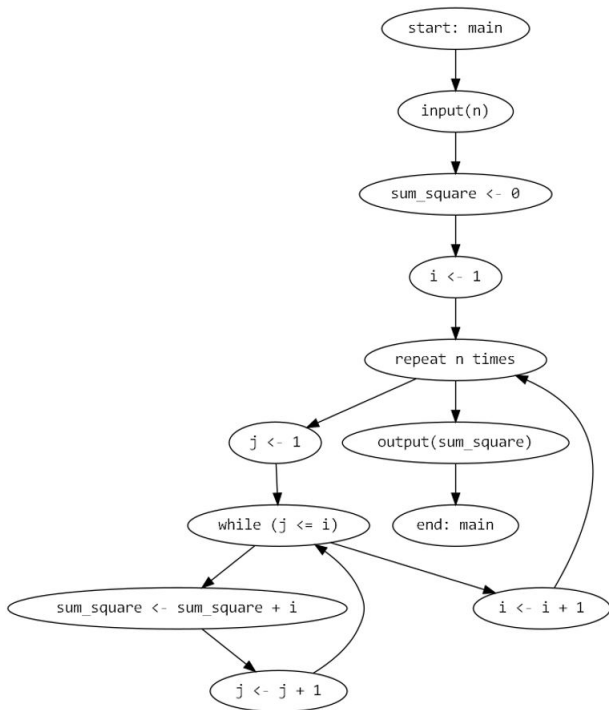 start: main
input(n)
sum_square <- 0
i <- 1
repeat n times
j <- 1
output(sum_square)
while (j <= i)
end: main
sum_square <- sum_square + i
i <- i + 1
j <- j + 1